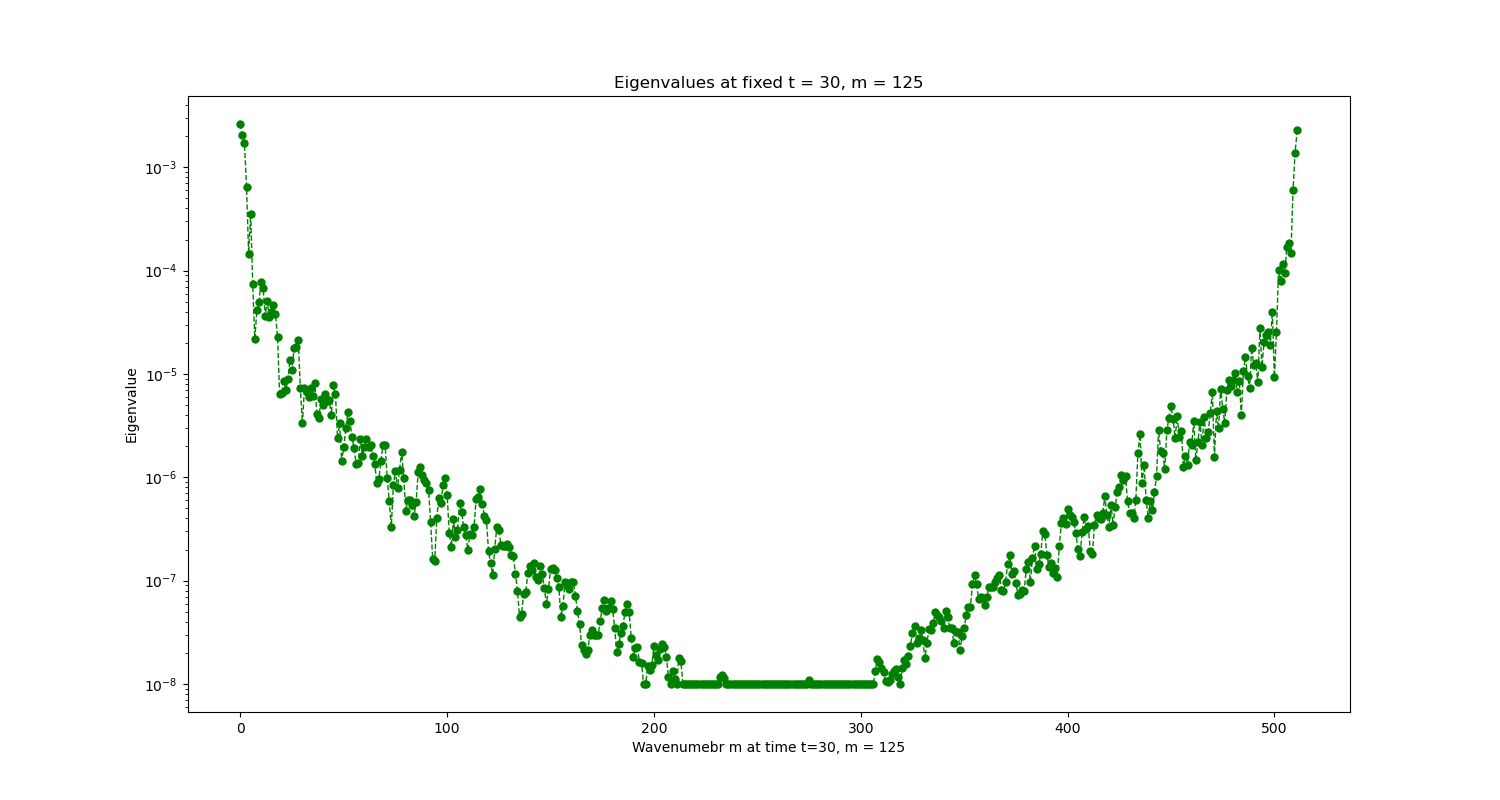 Eigenvalues at fixed t = 30, m = 125
Eigenvalue
10⁻³
10⁻⁴
10⁻⁵
10⁻⁶
10⁻⁷
10⁻⁸
0 100 200 300 400 500
Wavenumebr m at time t=30, m = 125